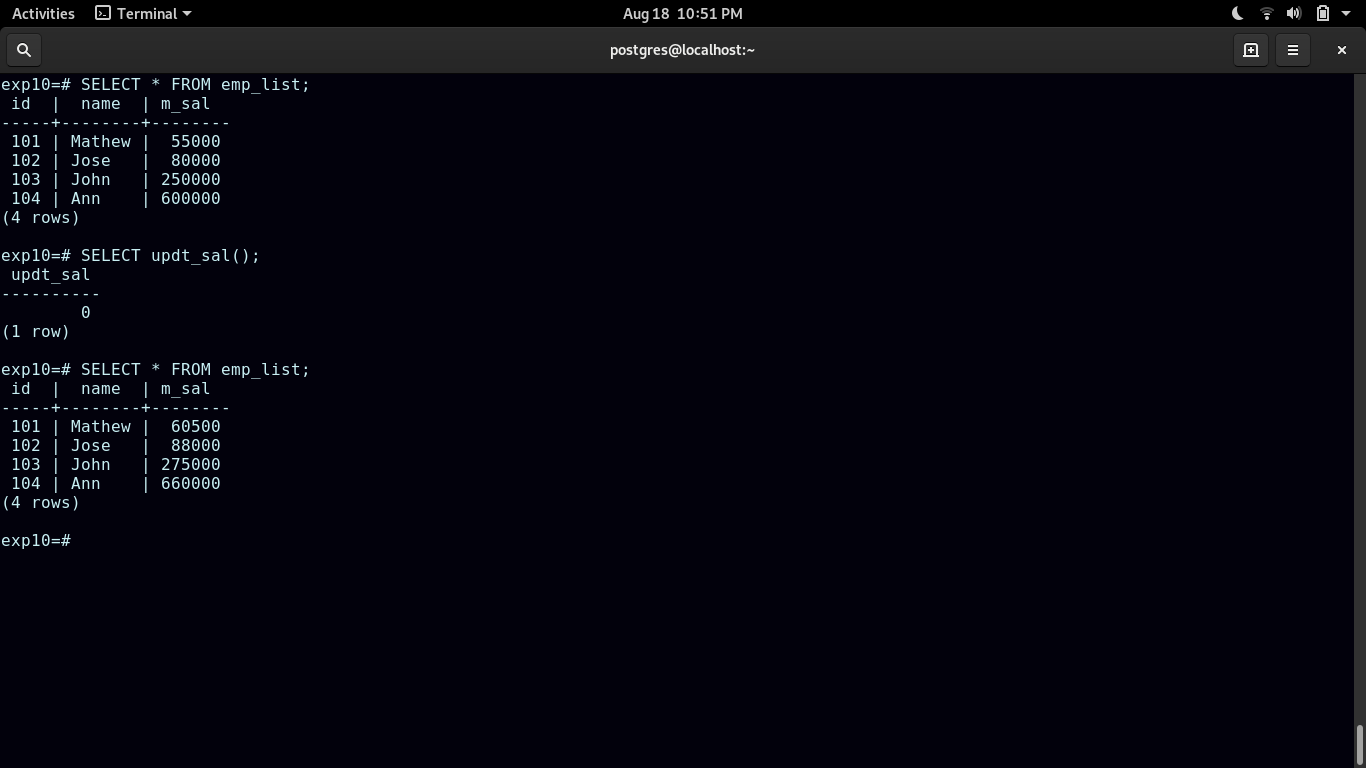 Activities Terminal Aug 18 10:51 PM
postgres@localhost:~
exp10=# SELECT * FROM emp_list;
 id  |  name  | m_sal
-----+--------+--------
 101 | Mathew |  55000
 102 | Jose   |  80000
 103 | John   | 250000
 104 | Ann    | 600000
(4 rows)

exp10=# SELECT updt_sal();
 updt_sal
----------
        0
(1 row)

exp10=# SELECT * FROM emp_list;
 id  |  name  | m_sal
-----+--------+--------
 101 | Mathew |  60500
 102 | Jose   |  88000
 103 | John   | 275000
 104 | Ann    | 660000
(4 rows)

exp10=#